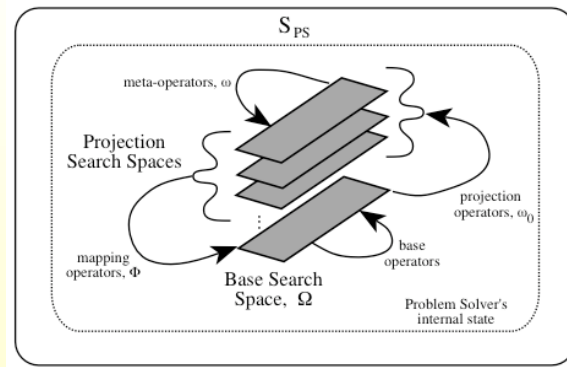 S_PS
meta-operators, ω
Projection
Search Spaces
projection
operators, ω₀
mapping
operators, Φ
⋮
base
operators
Base Search
Space, Ω
Problem Solver's
internal state